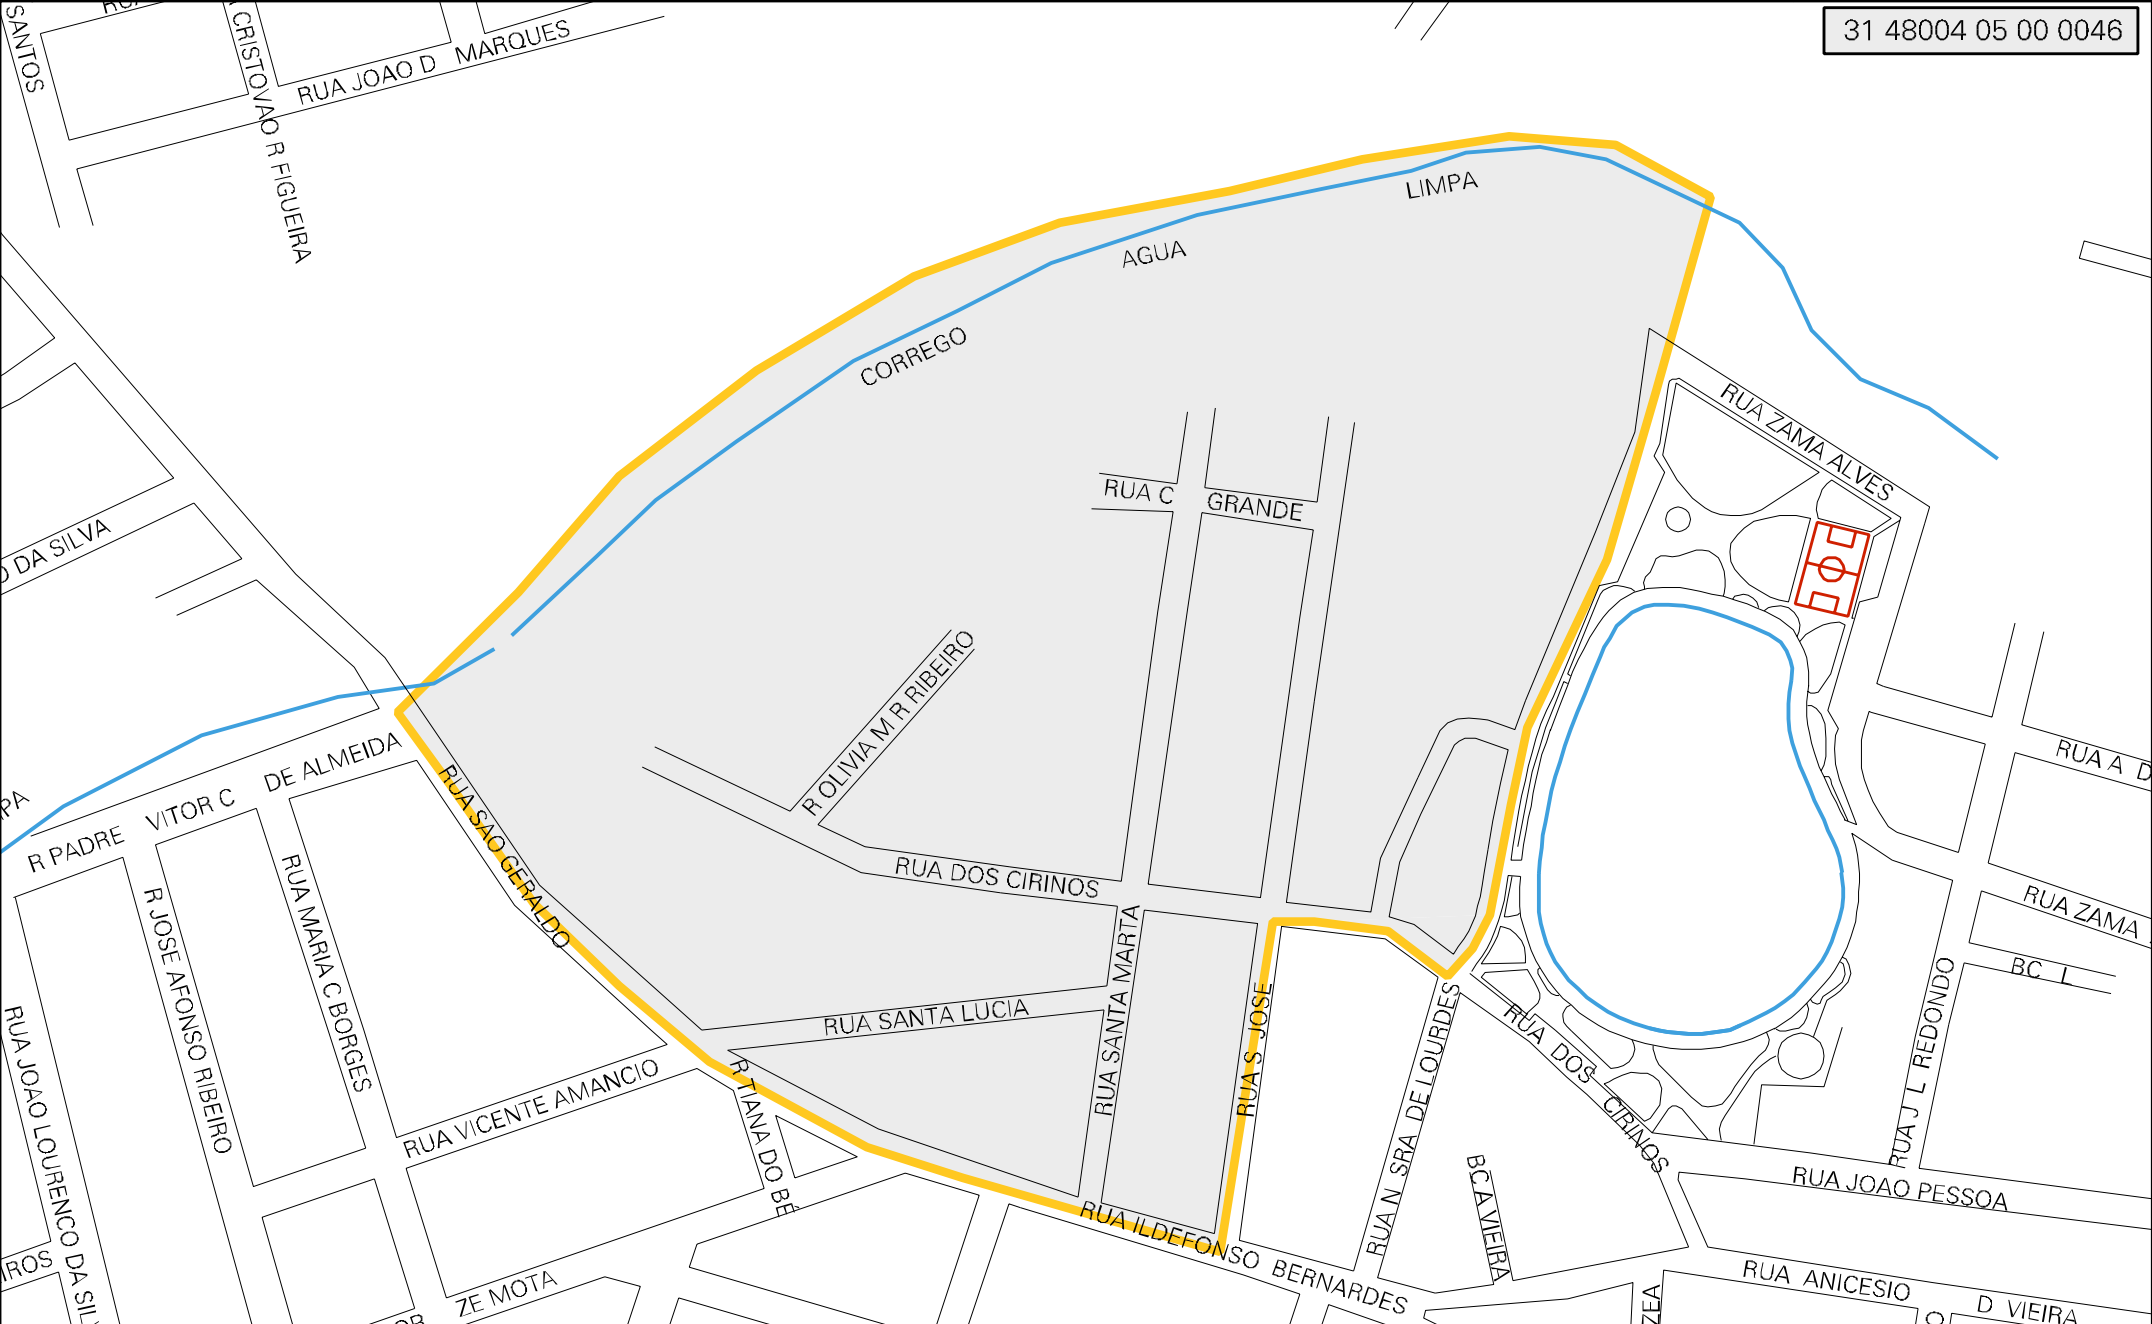 31 48004 05 00 0046
SANTOS
CRISTOVAO R FIGUEIRA
RUA JOAO D MARQUES
LIMPA
AGUA
CORREGO
RUA ZAMA ALVES
RUA C GRANDE
DA SILVA
R OLIVIA M R RIBEIRO
RUA A D
R PADRE VITOR C DE ALMEIDA
RUA SAO GERALDO
RUA DOS CIRINOS
RUA ZAMA
BC L
RUA MARIA C BORGES
R JOSE AFONSO RIBEIRO
RUA JOAO LOURENCO DA SIL
RUA SANTA LUCIA
RUA SANTA MARTA
RUA S JOSE
RUA N SRA DE LOURDES
RUA DOS CIRINOS
RUA J L REDONDO
RUA VICENTE AMANCIO
R TIANA DO BE
BC A VIEIRA
RUA JOAO PESSOA
RUA ILDEFONSO BERNARDES
IROS
ZE MOTA
RUA ANICESIO D VIEIRA
ZEA